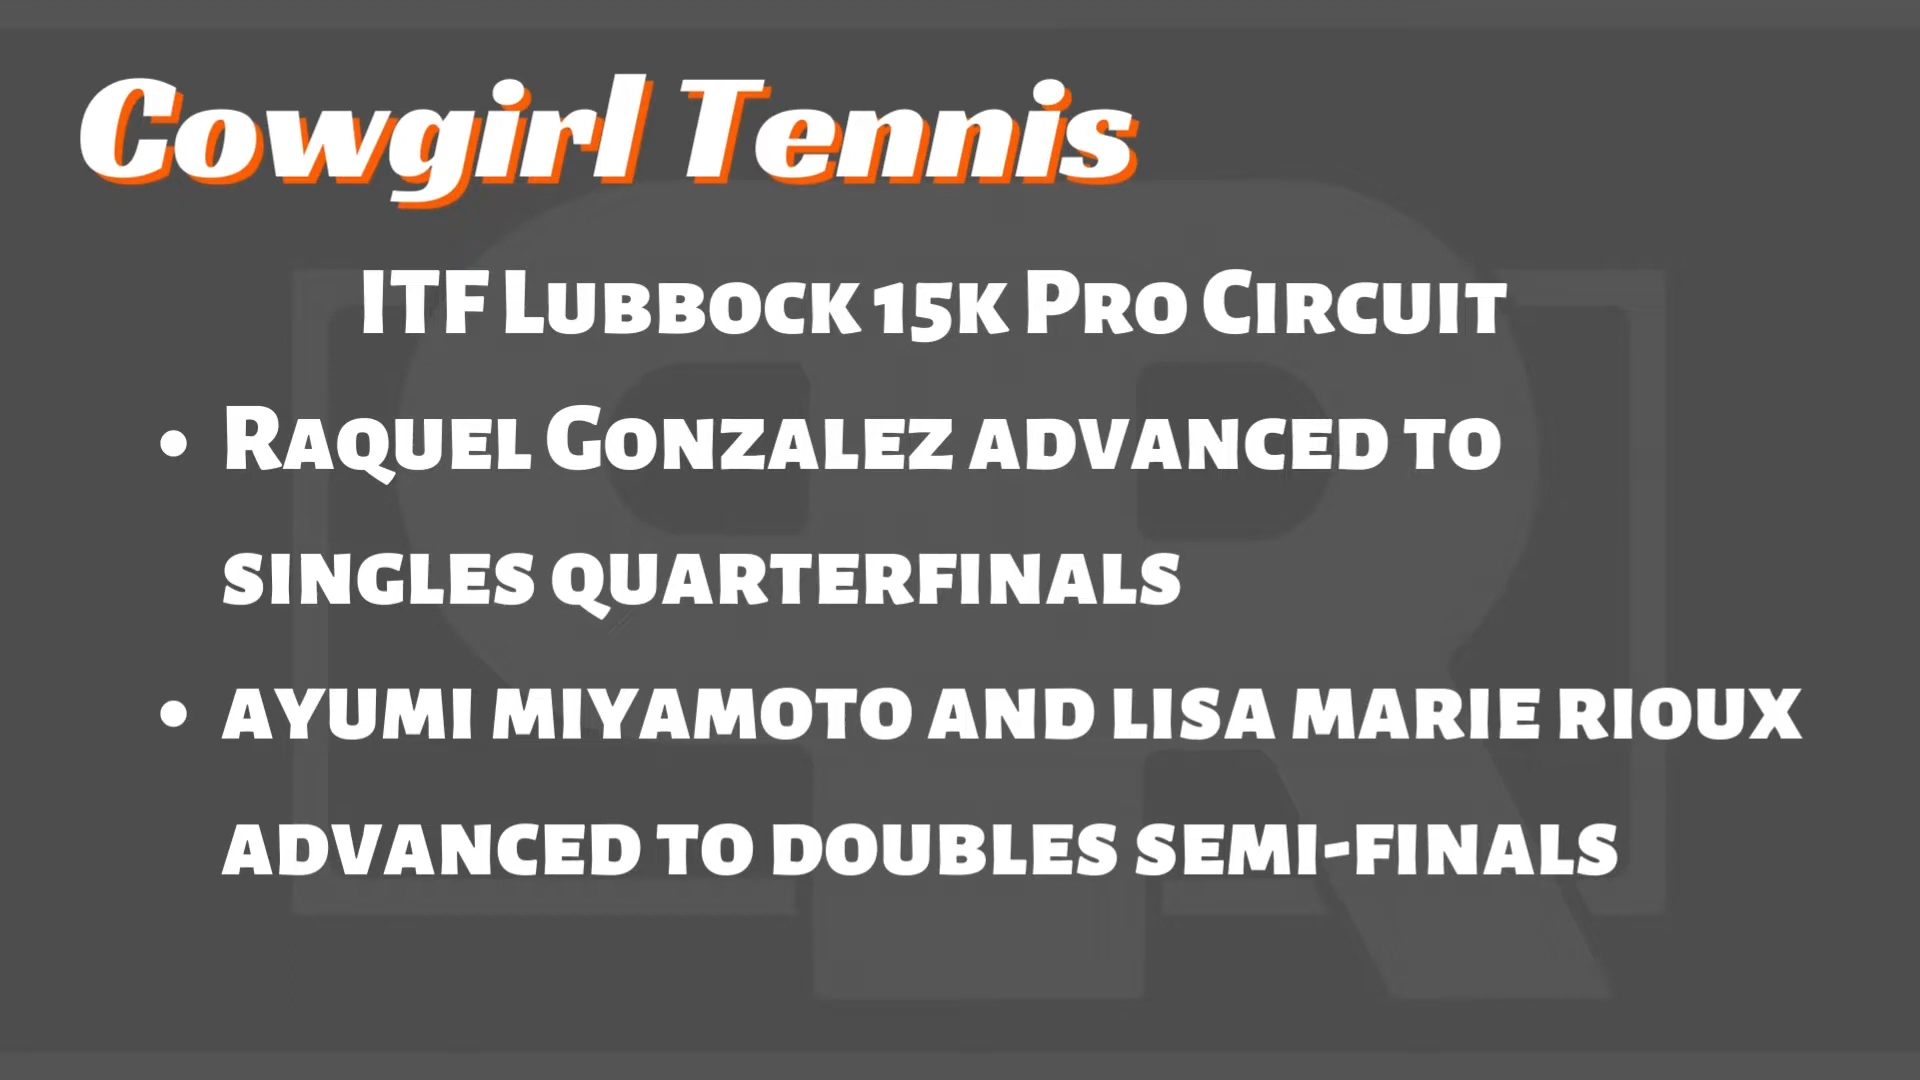 Cowgirl Tennis
ITF Lubbock 15k Pro Circuit
• Raquel Gonzalez advanced to
singles quarterfinals
• ayumi miyamoto and lisa marie rioux
advanced to doubles semi-finals